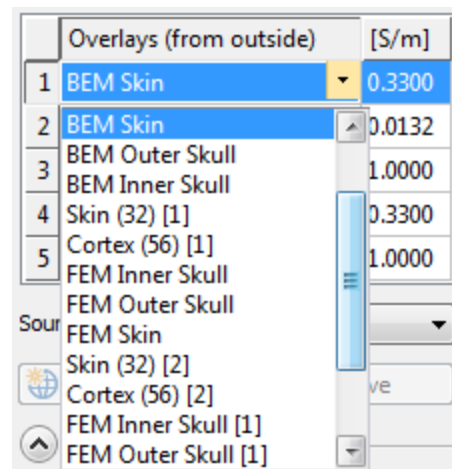 Overlays (from outside) [S/m]
1 BEM Skin 0.3300
2 BEM Skin 0.0132
BEM Outer Skull
3 BEM Inner Skull 1.0000
4 Skin (32) [1] 0.3300
5 Cortex (56) [1] 1.0000
FEM Inner Skull
FEM Outer Skull
Sour FEM Skin
Skin (32) [2]
Cortex (56) [2] ve
FEM Inner Skull [1]
FEM Outer Skull [1]